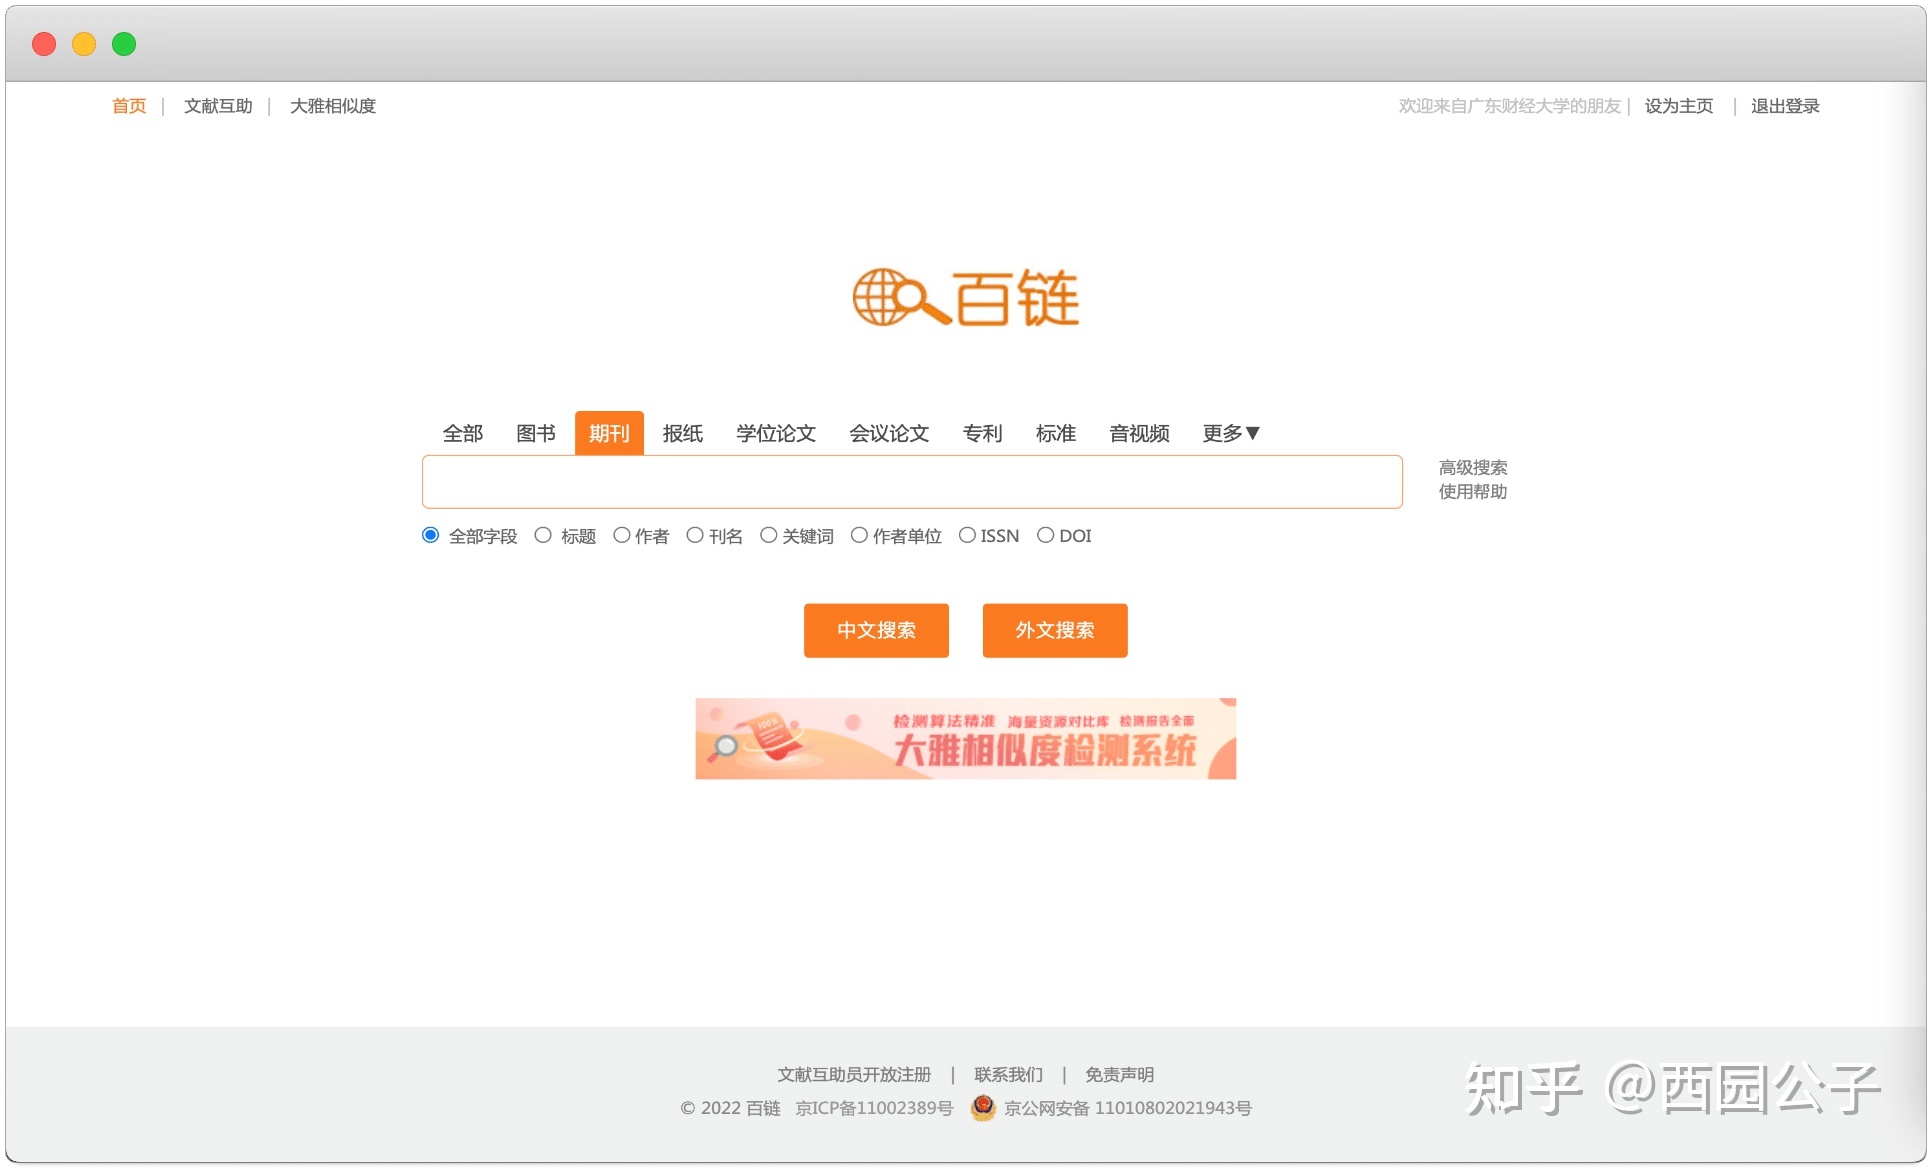 首页 | 文献互助 | 大雅相似度
欢迎来自广东财经大学的朋友 | 设为主页 | 退出登录
百链
全部 图书 期刊 报纸 学位论文 会议论文 专利 标准 音视频 更多▼
高级搜索
使用帮助
全部字段 标题 作者 刊名 关键词 作者单位 ISSN DOI
中文搜索 外文搜索
100%
检测算法精准 海量资源对比库 检测报告全面
大雅相似度检测系统
文献互助员开放注册 | 联系我们 | 免责声明
© 2022 百链 京ICP备11002389号 京公网安备 11010802021943号
知乎 @西园公子